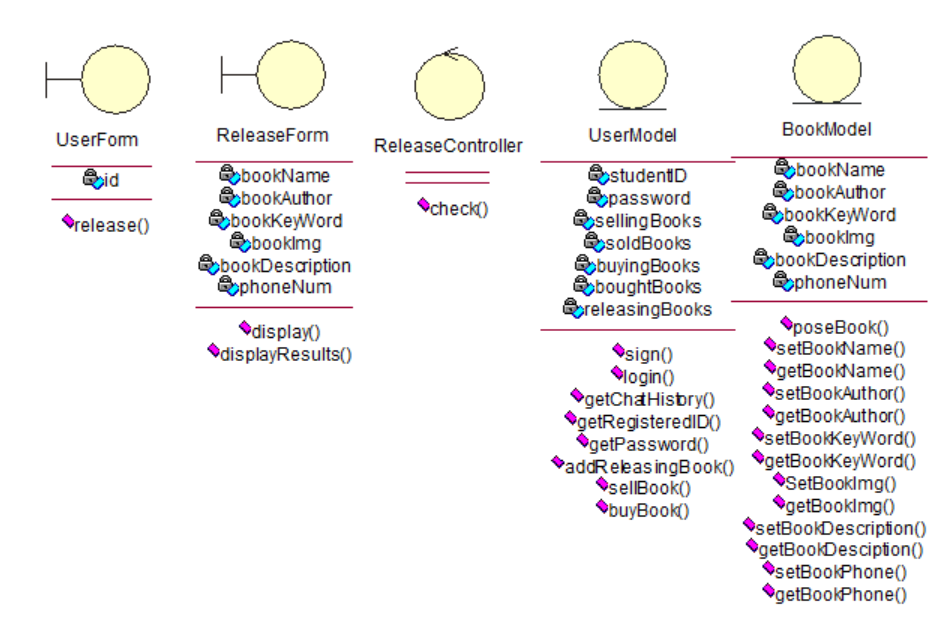 UserForm
id
release()
ReleaseForm
bookName
bookAuthor
bookKeyWord
bookImg
bookDescription
phoneNum
display()
displayResults()
ReleaseController
check()
UserModel
studentID
password
sellingBooks
soldBooks
buyingBooks
boughtBooks
releasingBooks
sign()
login()
getChatHistory()
getRegisteredID()
getPassword()
addReleasingBook()
sellBook()
buyBook()
BookModel
bookName
bookAuthor
bookKeyWord
bookImg
bookDescription
phoneNum
poseBook()
setBookName()
getBookName()
setBookAuthor()
getBookAuthor()
setBookKeyWord()
getBookKeyWord()
SetBookImg()
getBookImg()
setBookDescription()
getBookDesciption()
setBookPhone()
getBookPhone()